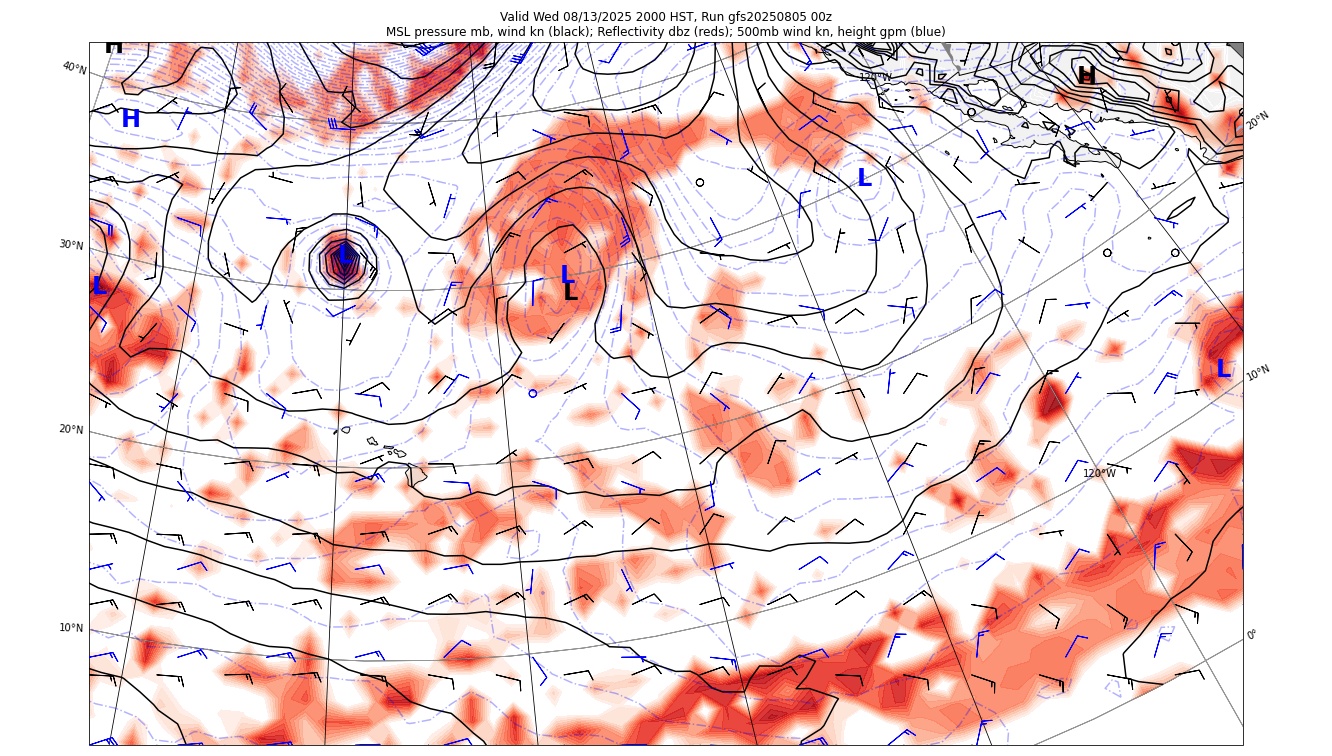 Valid Wed 08/13/2025 2000 HST, Run gfs20250805 00z
MSL pressure mb, wind kn (black); Reflectivity dbz (reds); 500mb wind kn, height gpm (blue)
H
40°N
120°W
H
H
20°N
L
30°N
L
L
L
L
10°N
L
20°N
120°W
10°N
0°